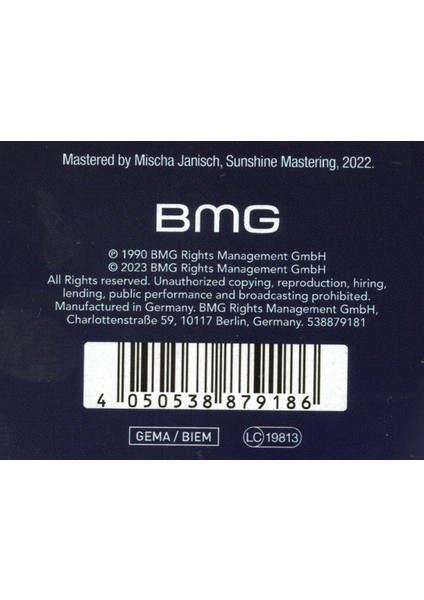 Mastered by Mischa Janisch, Sunshine Mastering, 2022.
BMG
℗ 1990 BMG Rights Management GmbH
© 2023 BMG Rights Management GmbH
All Rights reserved. Unauthorized copying, reproduction, hiring,
lending, public performance and broadcasting prohibited.
Manufactured in Germany. BMG Rights Management GmbH,
Charlottenstraße 59, 10117 Berlin, Germany. 538879181
4 050538 879186
GEMA / BIEM
LC 19813